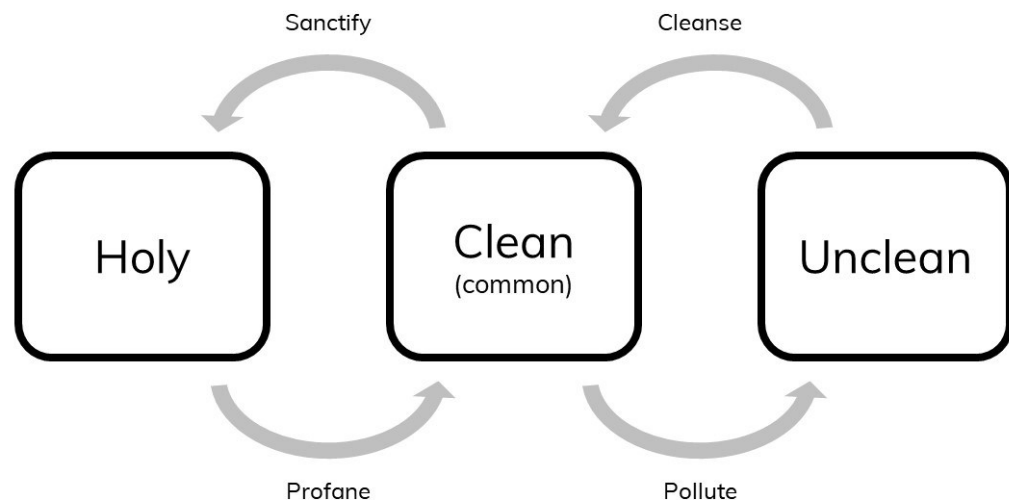 Sanctify
Cleanse
Holy
Clean
(common)
Unclean
Profane
Pollute